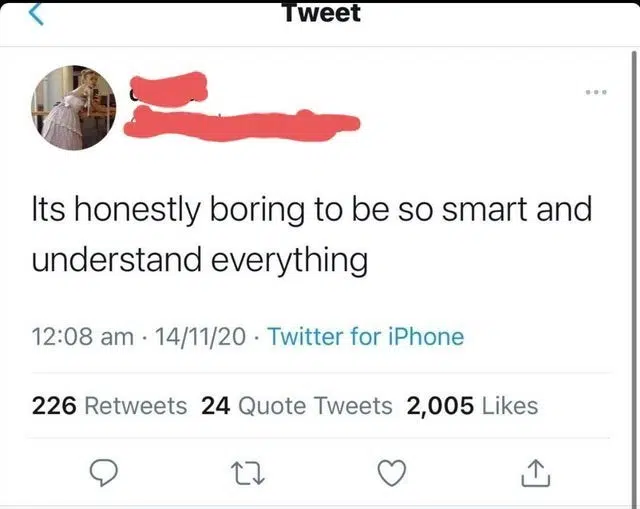 Tweet
Its honestly boring to be so smart and
understand everything
12:08 am · 14/11/20 · Twitter for iPhone
226 Retweets 24 Quote Tweets 2,005 Likes